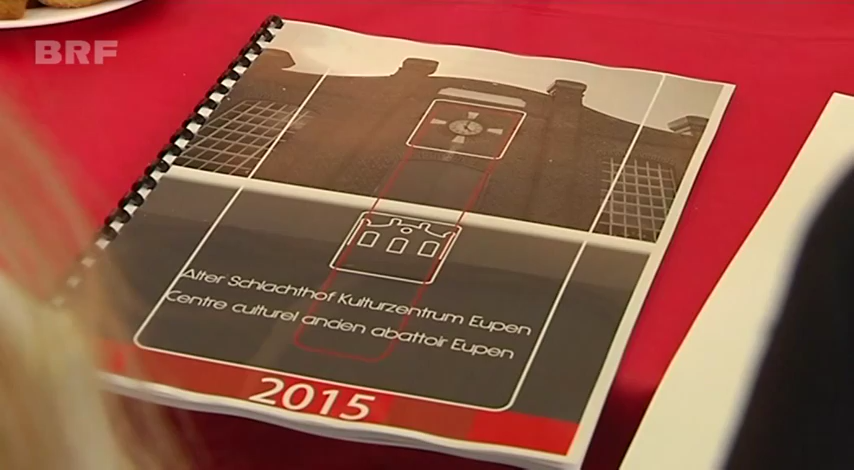 BRF
Alter Schlachthof Kulturzentrum Eupen
Centre culturel ancien abattoir Eupen
2015